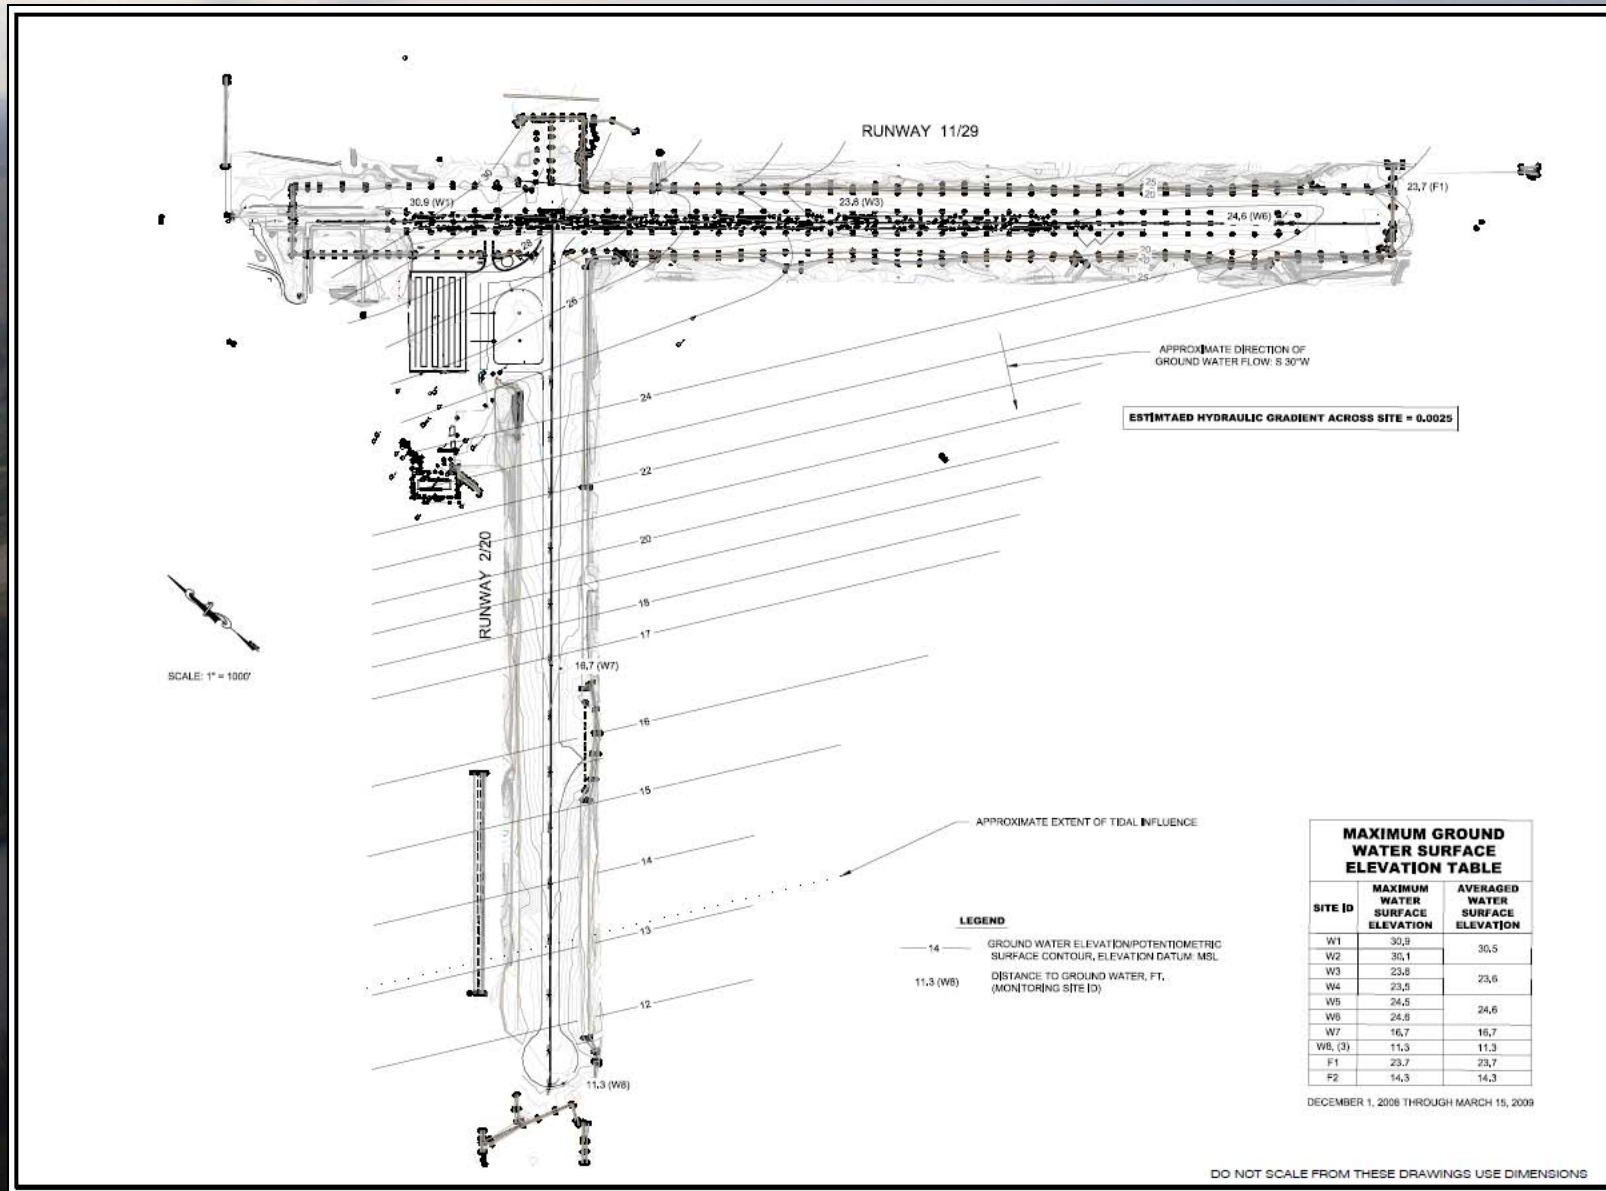 RUNWAY 11/29
30
30.9 (W1)
23.8 (W3)
25
20
23.7 (F1)
24.6 (W6)
28
20
25
26
APPROXIMATE DIRECTION OF
GROUND WATER FLOW: S 30°W
24
ESTIMTAED HYDRAULIC GRADIENT ACROSS SITE = 0.0025
22
20
RUNWAY 2/20
18
17
16.7 (W7)
SCALE: 1" = 1000'
16
15
APPROXIMATE EXTENT OF TIDAL INFLUENCE
14
13
12
11.3 (W8)
LEGEND
14 GROUND WATER ELEVATION/POTENTIOMETRIC
SURFACE CONTOUR, ELEVATION DATUM: MSL
11.3 (W8) DISTANCE TO GROUND WATER, FT.
(MONITORING SITE ID)
MAXIMUM GROUND
WATER SURFACE
ELEVATION TABLE
SITE ID
MAXIMUM
WATER
SURFACE
ELEVATION
AVERAGED
WATER
SURFACE
ELEVATION
W1 30.9
30.5
W2 30.1
W3 23.8
23.6
W4 23.5
W5 24.5
24.6
W6 24.6
W7 16.7 16.7
W8, (3) 11.3 11.3
F1 23.7 23.7
F2 14.3 14.3
DECEMBER 1, 2008 THROUGH MARCH 15, 2009
DO NOT SCALE FROM THESE DRAWINGS USE DIMENSIONS